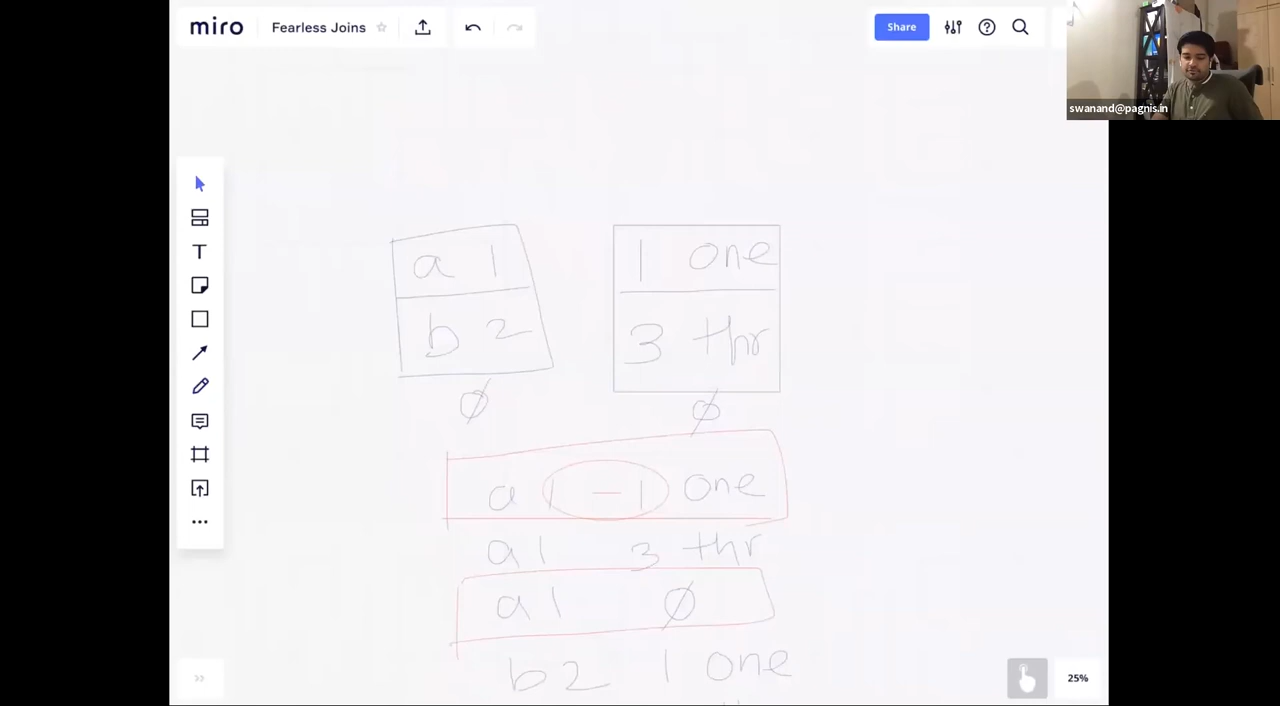 miro Fearless Joins Share
swanand@pagnis.in
T
a 1 1 one
b 2 3 thr
∅ ∅
a 1 — 1 one
a 1 3 thr
a 1 ∅
b 2 1 one
25%